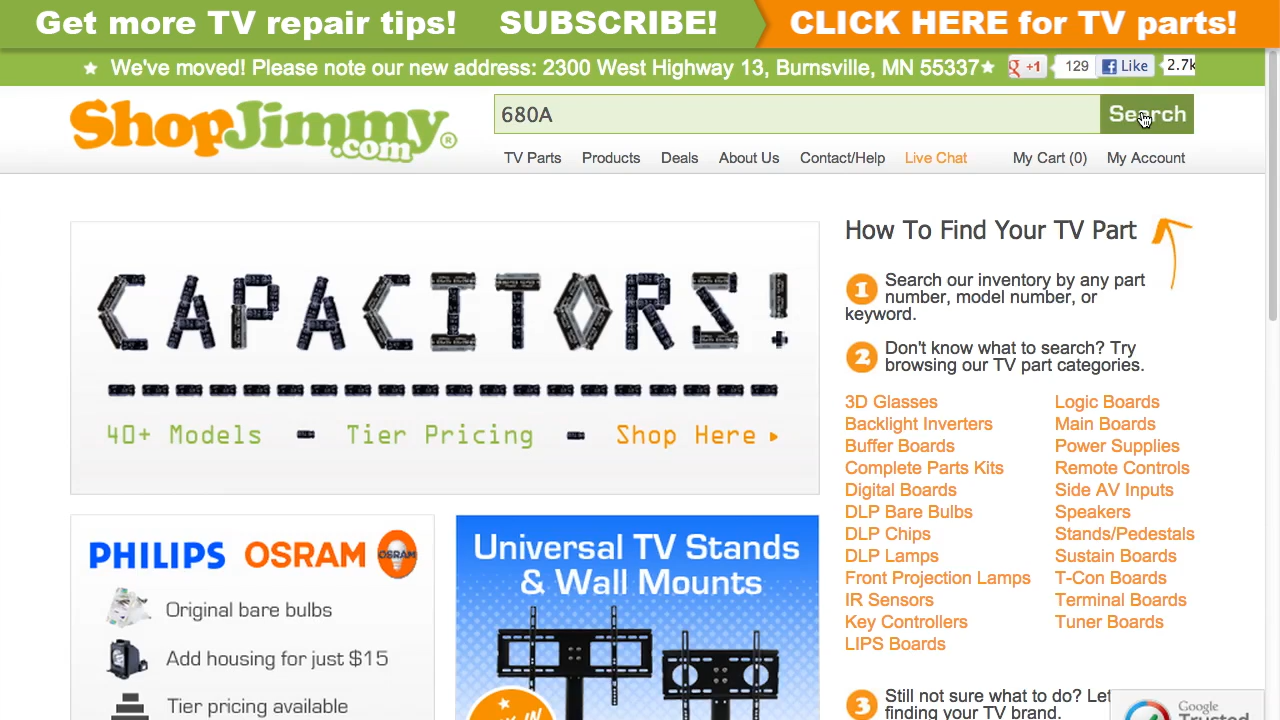 Get more TV repair tips! SUBSCRIBE! CLICK HERE for TV parts!
We've moved! Please note our new address: 2300 West Highway 13, Burnsville, MN 55337 +1 129 Like 2.7k
ShopJimmy.com®
680A Search
TV Parts Products Deals About Us Contact/Help Live Chat My Cart (0) My Account
CAPACITORS!
40+ Models - Tier Pricing - Shop Here
How To Find Your TV Part
1 Search our inventory by any part
number, model number, or
keyword.
2 Don't know what to search? Try
browsing our TV part categories.
3D Glasses
Backlight Inverters
Buffer Boards
Complete Parts Kits
Digital Boards
DLP Bare Bulbs
DLP Chips
DLP Lamps
Front Projection Lamps
IR Sensors
Key Controllers
LIPS Boards
Logic Boards
Main Boards
Power Supplies
Remote Controls
Side AV Inputs
Speakers
Stands/Pedestals
Sustain Boards
T-Con Boards
Terminal Boards
Tuner Boards
3 Still not sure what to do? Let
finding your TV brand.
PHILIPS OSRAM OSRAM
Original bare bulbs
Add housing for just $15
Tier pricing available
Universal TV Stands
& Wall Mounts
Google
Trusted